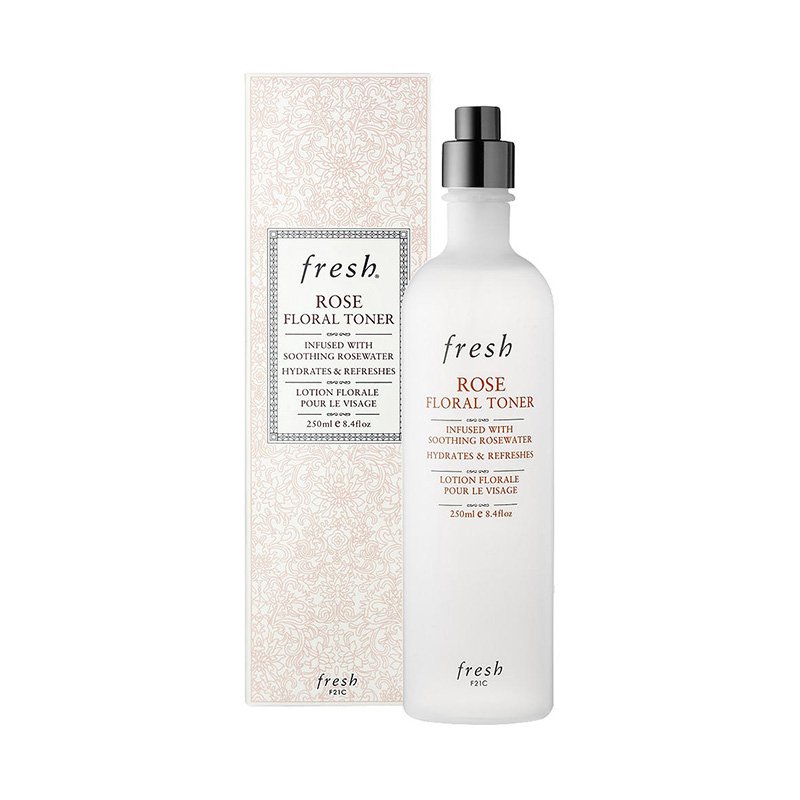 fresh®
ROSE
FLORAL TONER
INFUSED WITH
SOOTHING ROSEWATER
HYDRATES & REFRESHES
LOTION FLORALE
POUR LE VISAGE
250ml e 8.4floz
fresh
F21C
fresh
ROSE
FLORAL TONER
INFUSED WITH
SOOTHING ROSEWATER
HYDRATES & REFRESHES
LOTION FLORALE
POUR LE VISAGE
250ml e 8.4floz
fresh
F21C